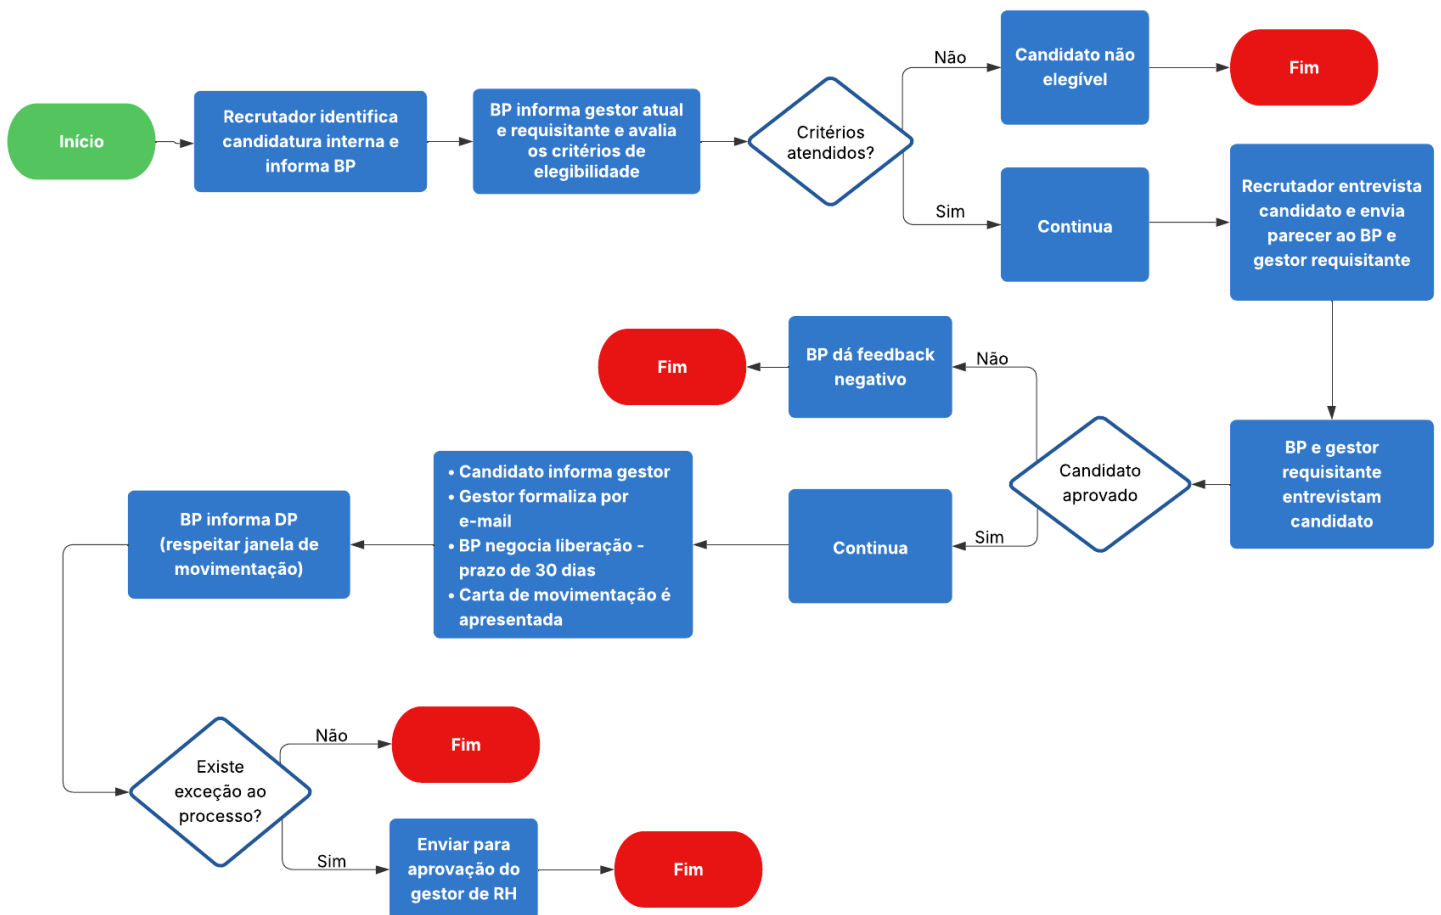 Início
Recrutador identifica
candidatura interna e
informa BP
BP informa gestor atual
e requisitante e avalia
os critérios de
elegibilidade
Critérios
atendidos?
Não
Candidato não
elegível
Fim
Sim
Continua
Recrutador entrevista
candidato e envia
parecer ao BP e
gestor requisitante
BP e gestor
requisitante
entrevistam
candidato
Candidato
aprovado
Não
BP dá feedback
negativo
Fim
Sim
Continua
• Candidato informa gestor
• Gestor formaliza por
e-mail
• BP negocia liberação -
prazo de 30 dias
• Carta de movimentação é
apresentada
BP informa DP
(respeitar janela de
movimentação)
Existe
exceção ao
processo?
Não
Fim
Sim
Enviar para
aprovação do
gestor de RH
Fim